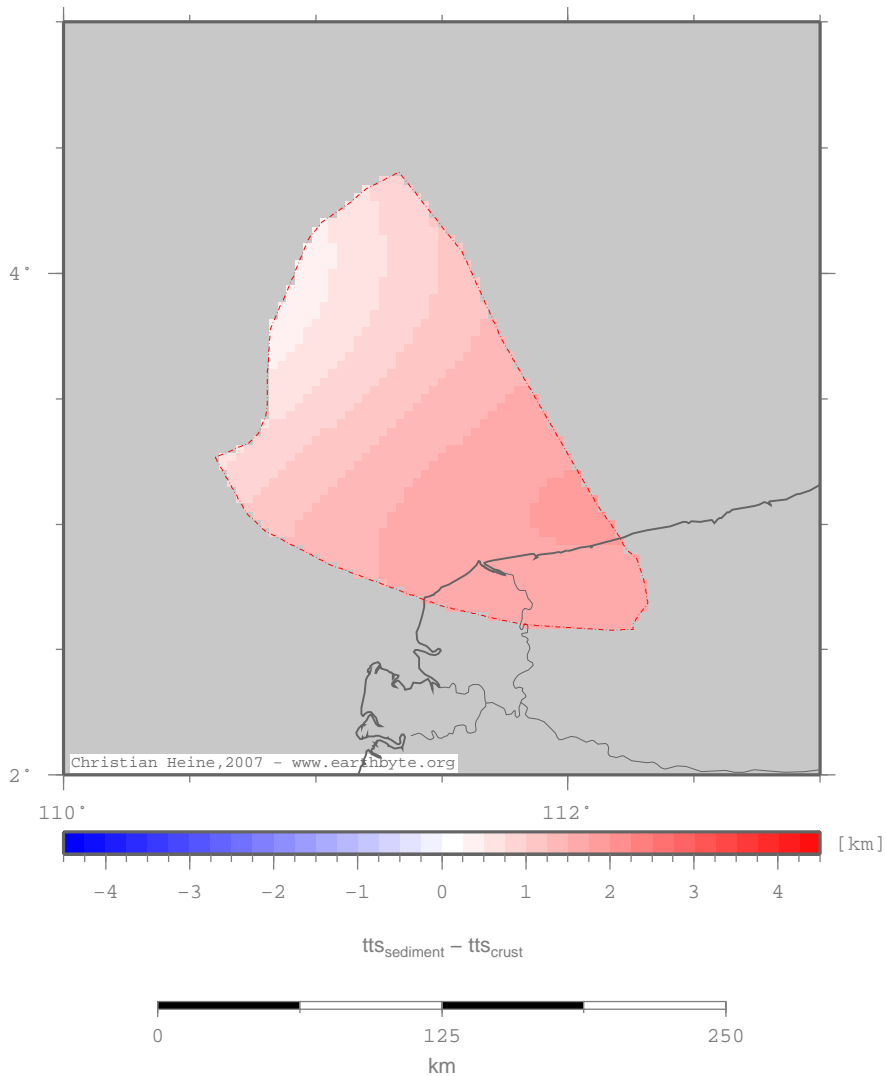 4°
2°
Christian Heine,2007 – www.earthbyte.org
110° 112°
[km]
−4 −3 −2 −1 0 1 2 3 4
tts_sediment − tts_crust
0 125 250
km